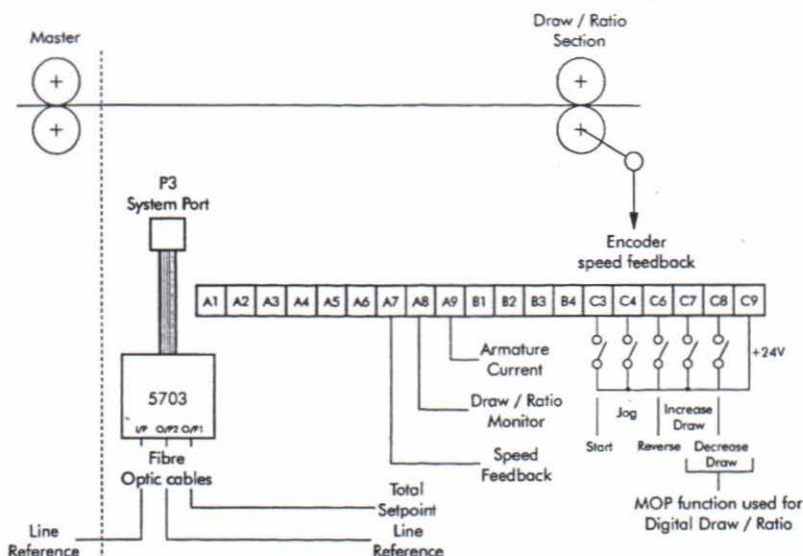 Master
Draw / Ratio
Section
P3
System Port
Encoder
speed feedback
A1 A2 A3 A4 A5 A6 A7 A8 A9 B1 B2 B3 B4 C3 C4 C6 C7 C8 C9
+24V
Armature
Current
5703
I/P O/P2 O/P1
Draw / Ratio
Monitor
Jog
Increase
Draw
Start
Reverse
Decrease
Draw
Fibre
Optic cables
Speed
Feedback
MOP function used for
Digital Draw / Ratio
Total
Setpoint
Line
Reference
Line
Reference